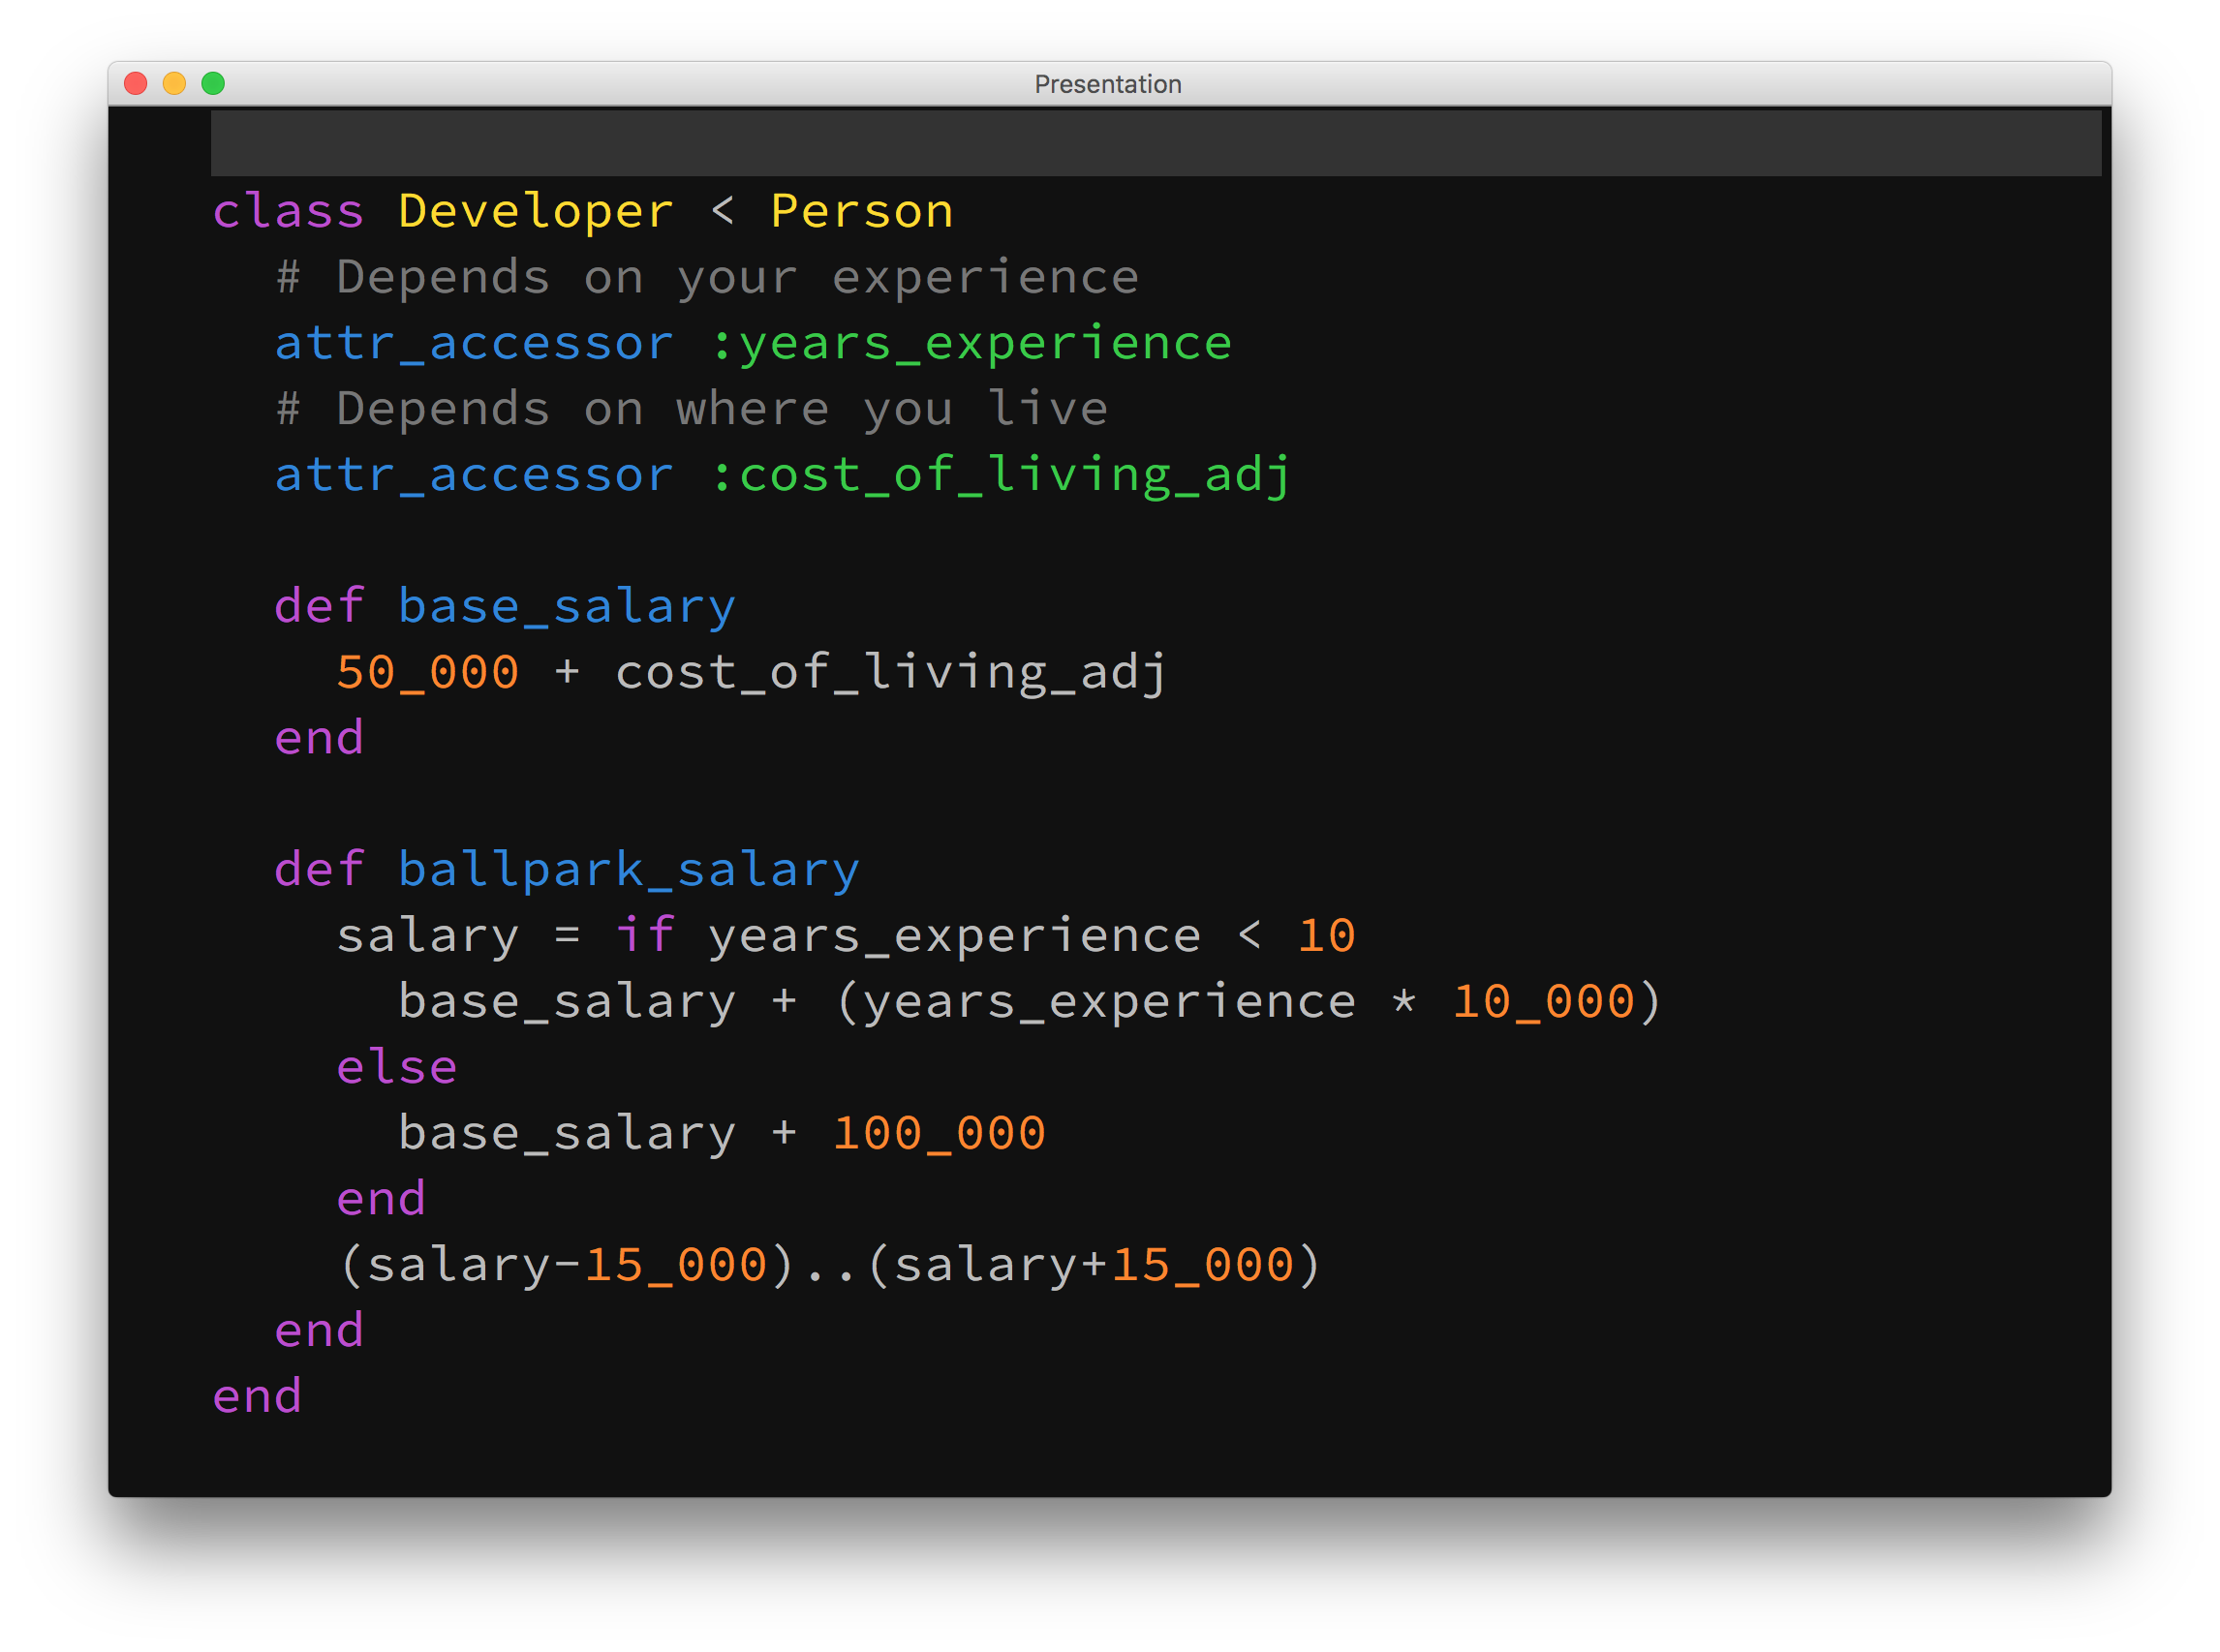 Presentation
class Developer < Person
  # Depends on your experience
  attr_accessor :years_experience
  # Depends on where you live
  attr_accessor :cost_of_living_adj
  def base_salary
    50_000 + cost_of_living_adj
  end
  def ballpark_salary
    salary = if years_experience < 10
      base_salary + (years_experience * 10_000)
    else
      base_salary + 100_000
    end
    (salary-15_000)..(salary+15_000)
  end
end